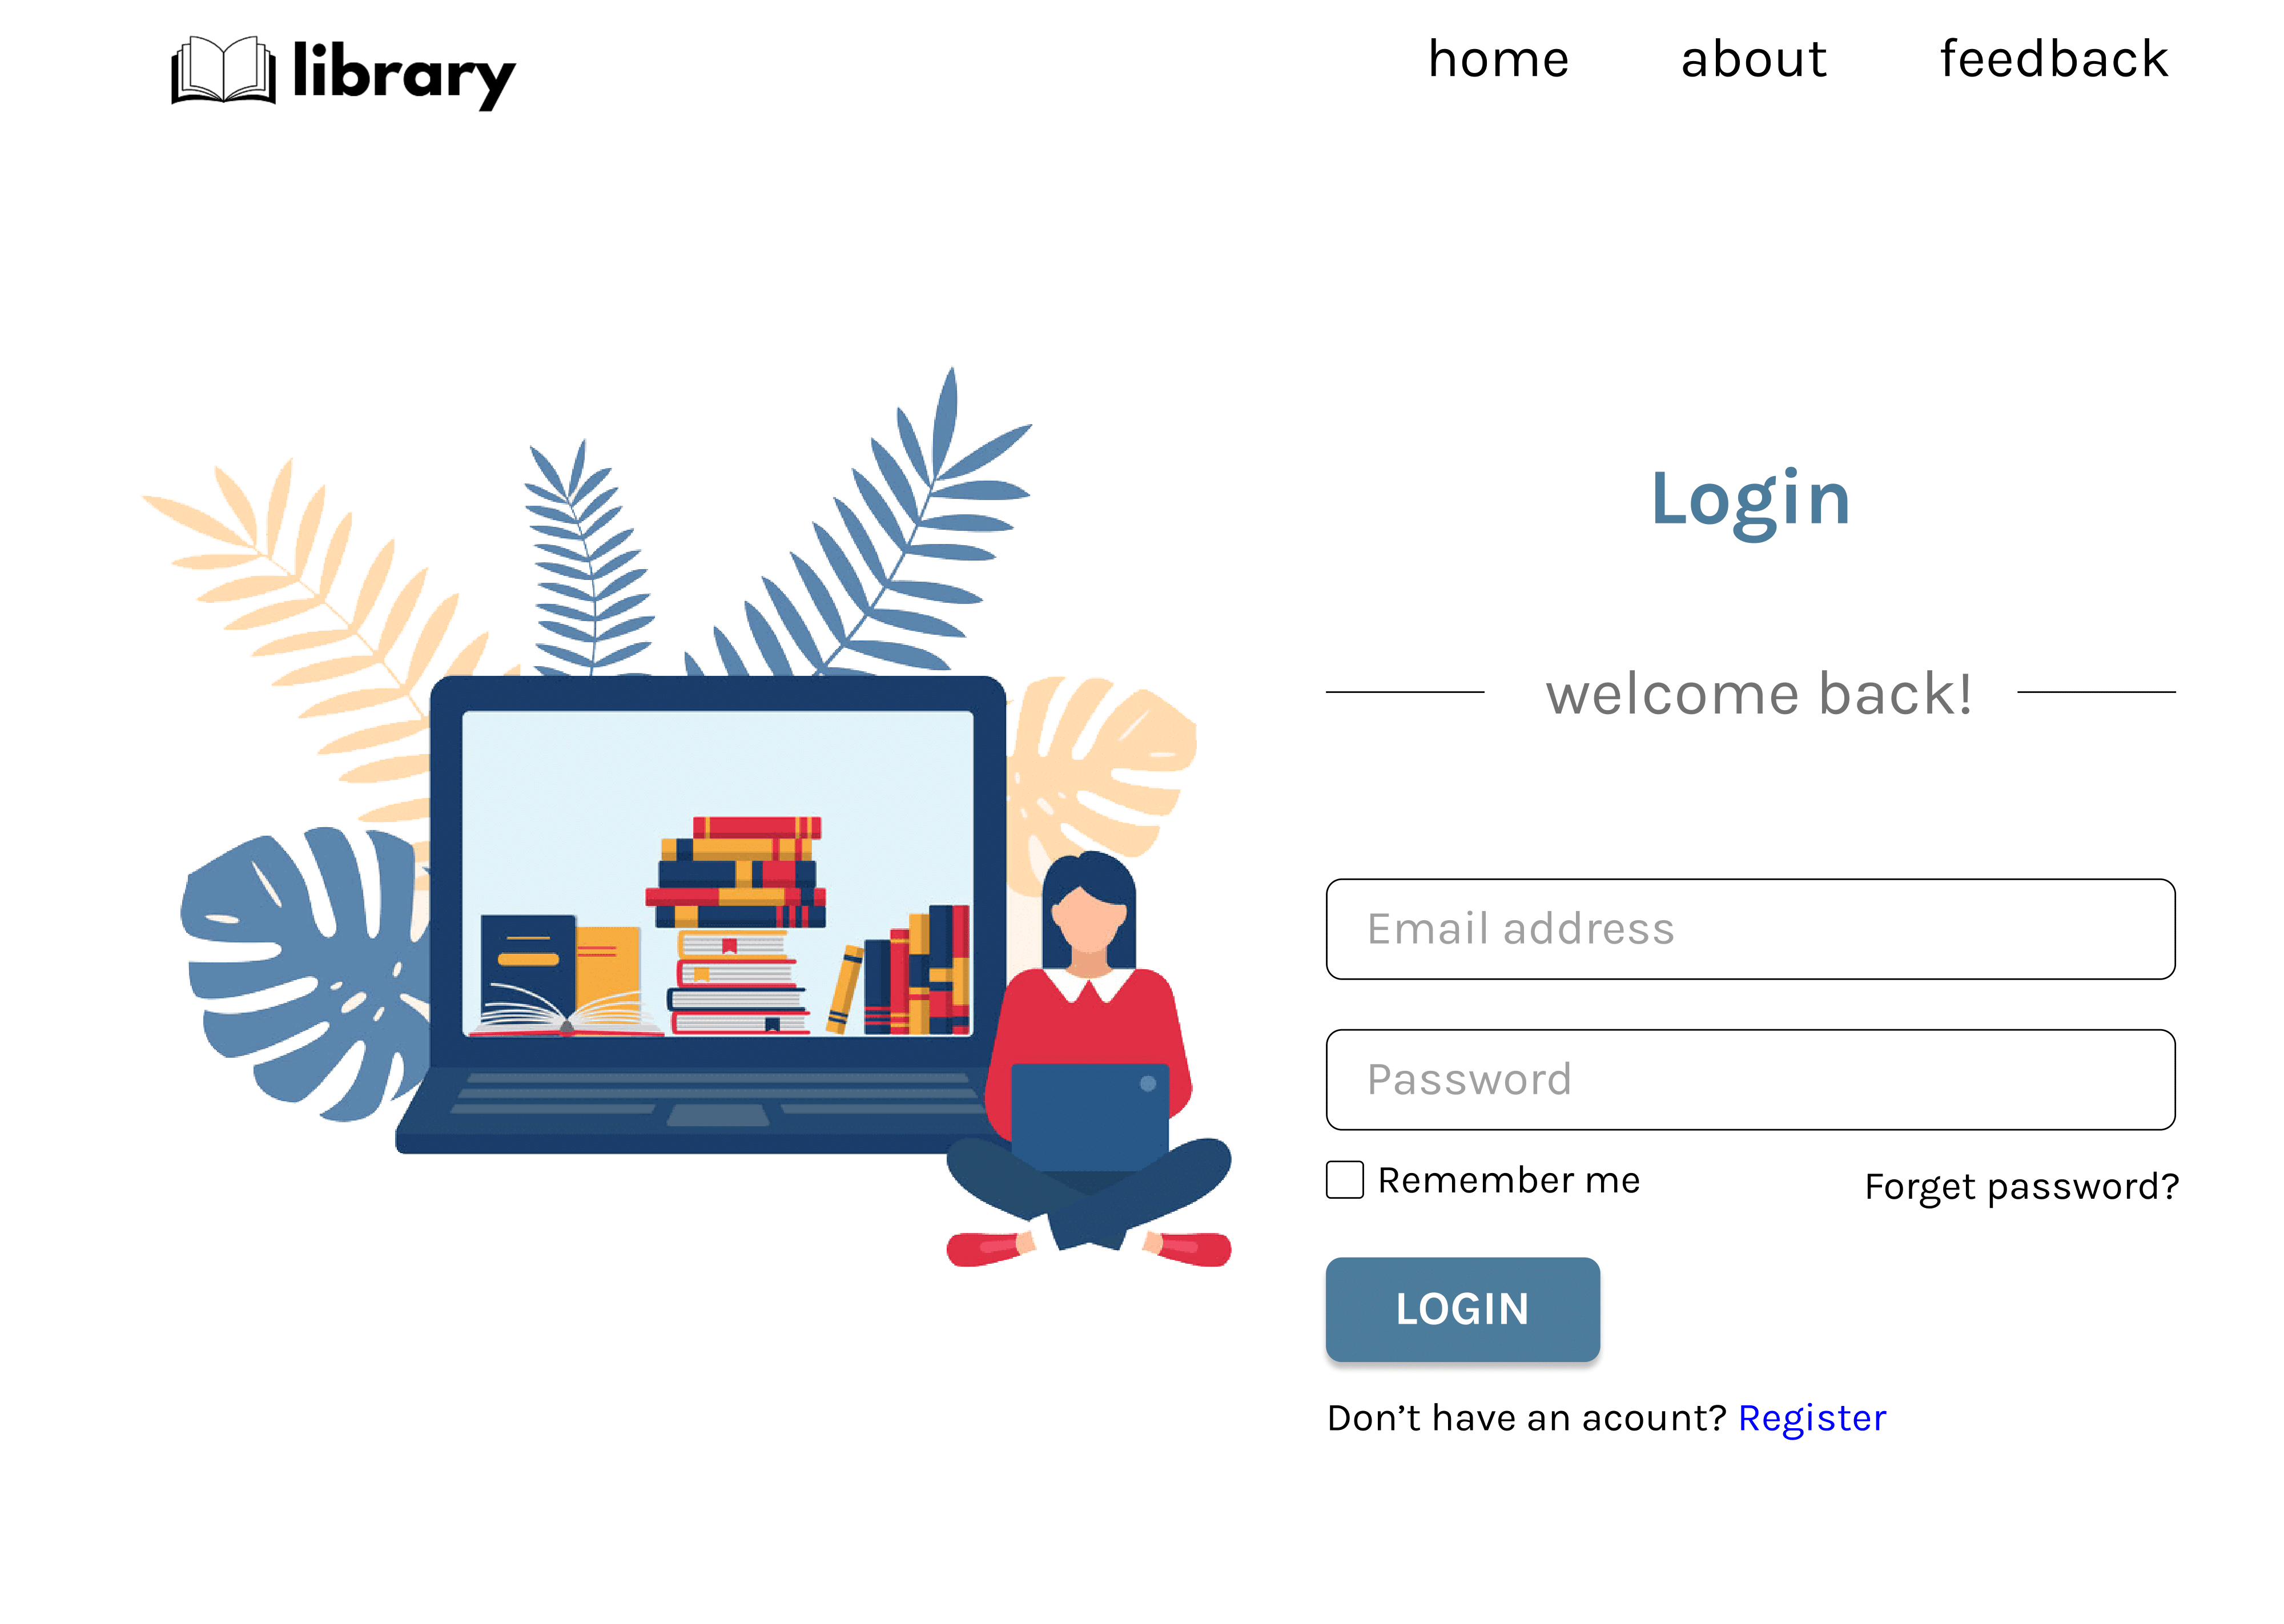 library
home about feedback
Login
welcome back!
Email address
Password
Remember me Forget password?
LOGIN
Don’t have an acount? Register